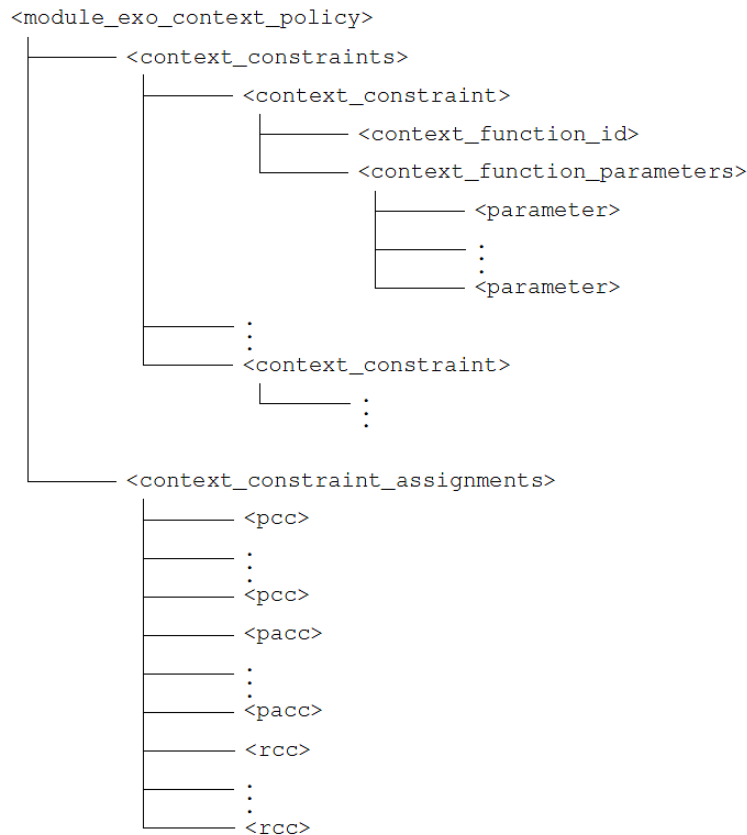 <module_exo_context_policy>
<context_constraints>
<context_constraint>
<context_function_id>
<context_function_parameters>
<parameter>
<parameter>
<context_constraint>
<context_constraint_assignments>
<pcc>
<pcc>
<pacc>
<pacc>
<rcc>
<rcc>